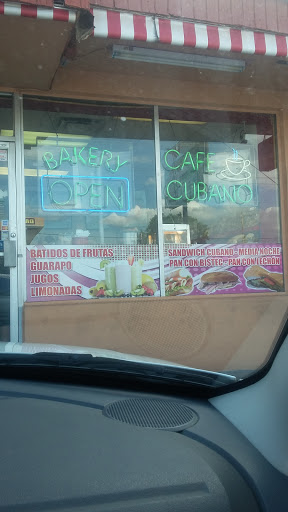 BAKERY
OPEN
CAFE
CUBANO
BATIDOS DE FRUTAS
GUARAPO
JUGOS
LIMONADAS
SANDWICH CUBANO - MEDIA NOCHE
PAN CON BISTEC - PAN CON LECHON